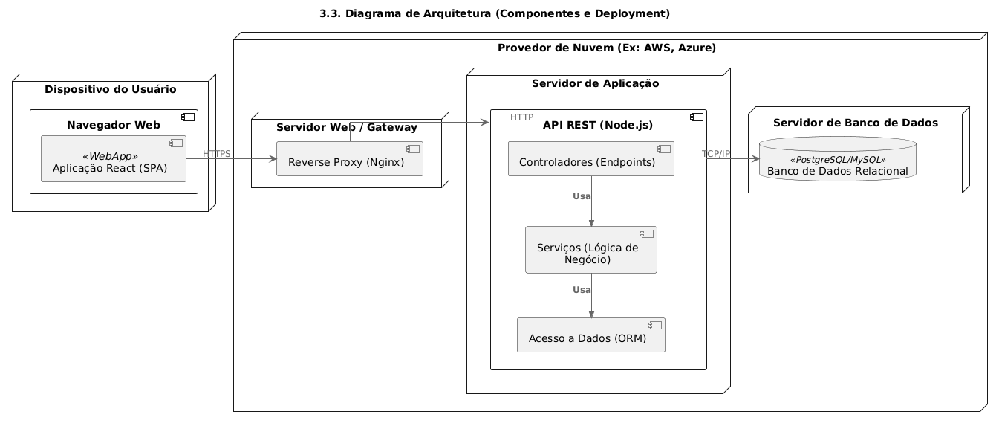 3.3. Diagrama de Arquitetura (Componentes e Deployment)
Provedor de Nuvem (Ex: AWS, Azure)
Dispositivo do Usuário
Navegador Web
«WebApp»
Aplicação React (SPA)
HTTPS
Servidor Web / Gateway
Reverse Proxy (Nginx)
Servidor de Aplicação
HTTP
API REST (Node.js)
Controladores (Endpoints)
Usa
Serviços (Lógica de
Negócio)
Usa
Acesso a Dados (ORM)
TCP/IP
Servidor de Banco de Dados
«PostgreSQL/MySQL»
Banco de Dados Relacional